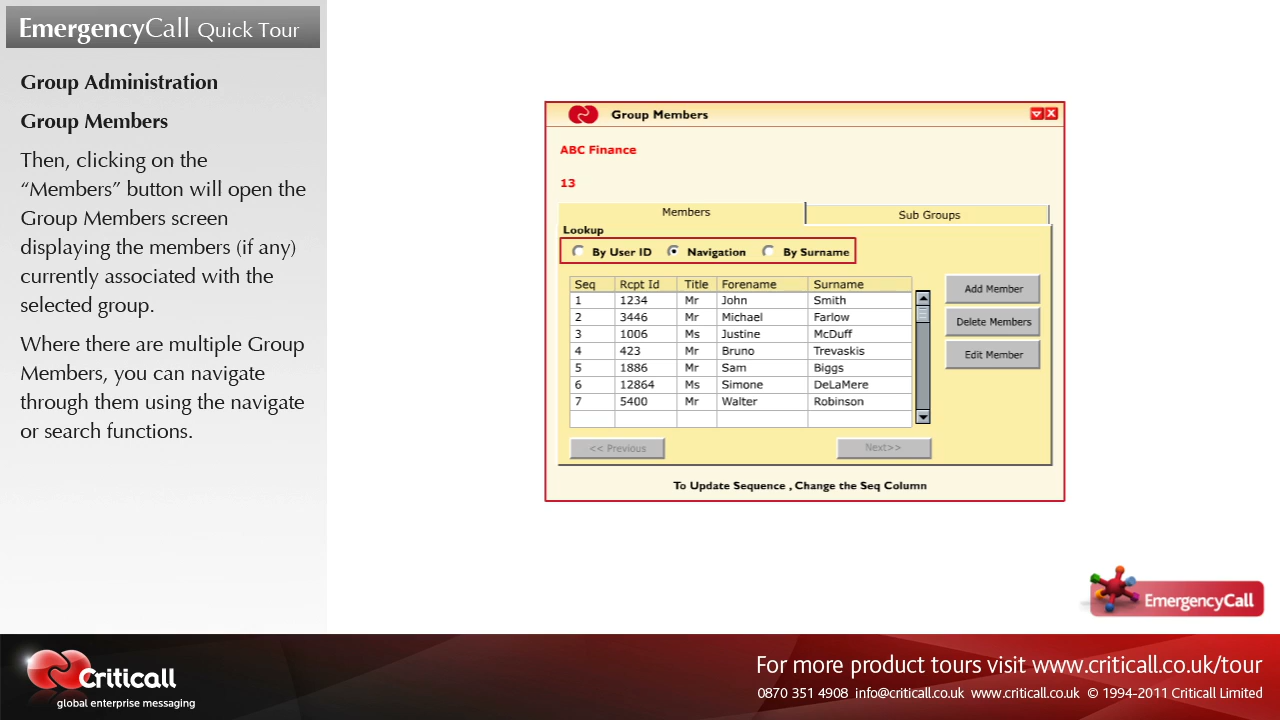 EmergencyCall Quick Tour
Group Administration
Group Members
Then, clicking on the
“Members” button will open the
Group Members screen
displaying the members (if any)
currently associated with the
selected group.
Where there are multiple Group
Members, you can navigate
through them using the navigate
or search functions.
Group Members
ABC Finance
13
Members Sub Groups
Lookup
By User ID Navigation By Surname
Seq Rcpt Id Title Forename Surname
1 1234 Mr John Smith
2 3446 Mr Michael Farlow
3 1006 Ms Justine McDuff
4 423 Mr Bruno Trevaskis
5 1886 Mr Sam Biggs
6 12864 Ms Simone DeLaMere
7 5400 Mr Walter Robinson
Add Member
Delete Members
Edit Member
<< Previous Next>>
To Update Sequence , Change the Seq Column
EmergencyCall
Criticall
global enterprise messaging
For more product tours visit www.criticall.co.uk/tour
0870 351 4908 info@criticall.co.uk www.criticall.co.uk © 1994-2011 Criticall Limited